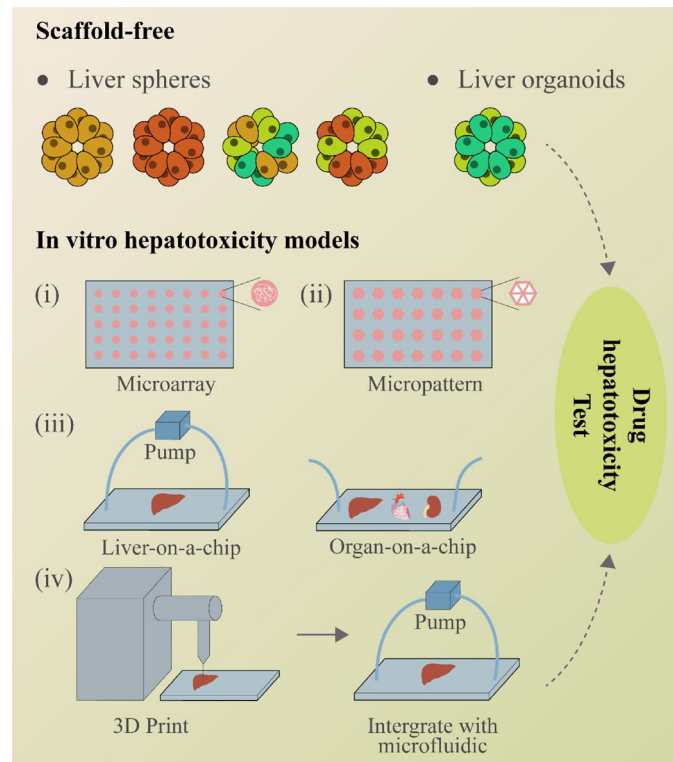 Scaffold-free
● Liver spheres
● Liver organoids
In vitro hepatotoxicity models
(i)
(ii)
Microarray
Micropattern
(iii)
Pump
Liver-on-a-chip
Organ-on-a-chip
(iv)
Pump
3D Print
Intergrate with
microfluidic
Drug
hepatotoxicity
Test